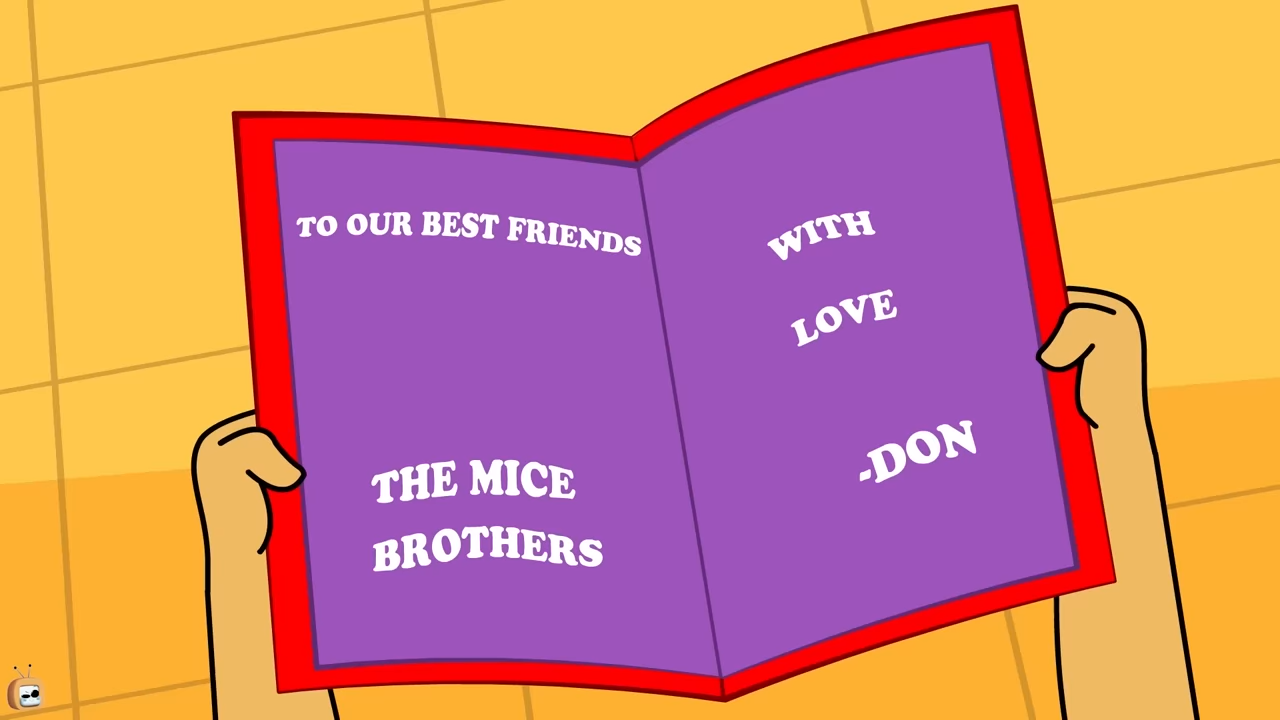 TO OUR BEST FRIENDS
THE MICE
BROTHERS
WITH
LOVE
-DON